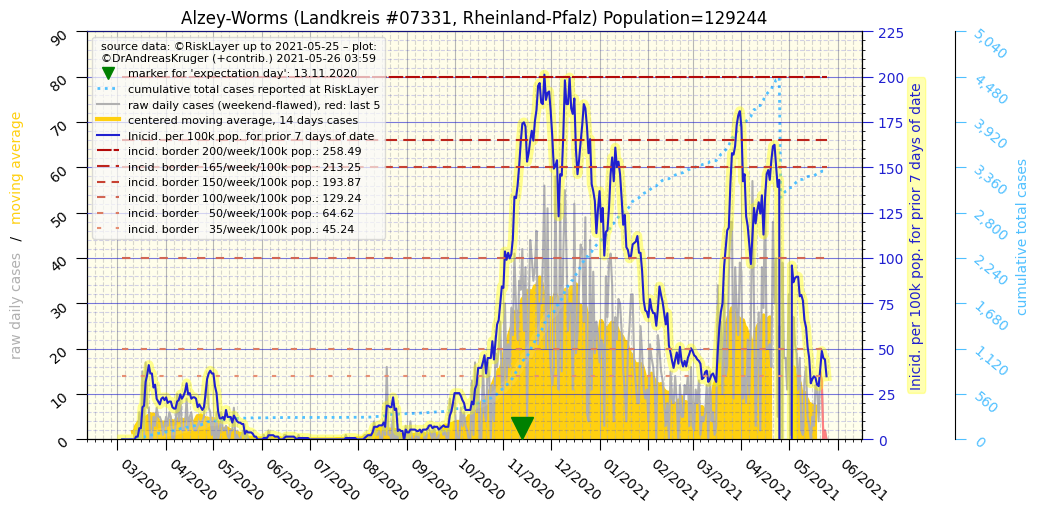 Alzey-Worms (Landkreis #07331, Rheinland-Pfalz) Population=129244
source data: ©RiskLayer up to 2021-05-25 – plot:
©DrAndreasKruger (+contrib.) 2021-05-26 03:59
marker for 'expectation day': 13.11.2020
cumulative total cases reported at RiskLayer
raw daily cases (weekend-flawed), red: last 5
centered moving average, 14 days cases
Inicid. per 100k pop. for prior 7 days of date
incid. border 200/week/100k pop.: 258.49
incid. border 165/week/100k pop.: 213.25
incid. border 150/week/100k pop.: 193.87
incid. border 100/week/100k pop.: 129.24
incid. border 50/week/100k pop.: 64.62
incid. border 35/week/100k pop.: 45.24
raw daily cases / moving average
90
80
70
60
50
40
30
20
10
0
225
200
175
150
125
100
75
50
25
0
Inicid. per 100k pop. for prior 7 days of date
5,040
4,480
3,920
3,360
2,800
2,240
1,680
1,120
560
0
cumulative total cases
03/2020
04/2020
05/2020
06/2020
07/2020
08/2020
09/2020
10/2020
11/2020
12/2020
01/2021
02/2021
03/2021
04/2021
05/2021
06/2021